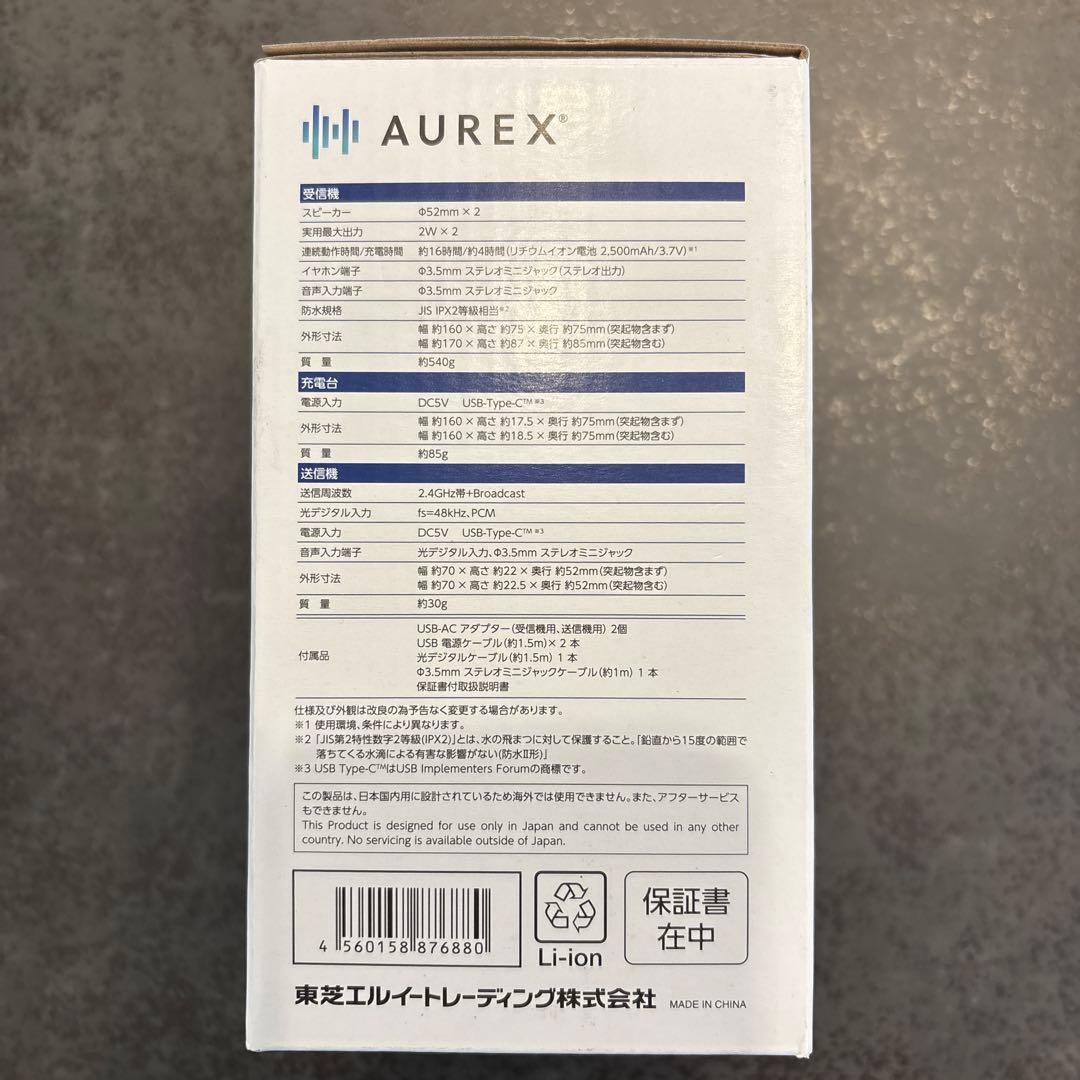 AUREX®
受信機
スピーカー Φ52mm × 2
実用最大出力 2W × 2
連続動作時間/充電時間 約16時間/約4時間(リチウムイオン電池 2,500mAh/3.7V)※1
イヤホン端子 Φ3.5mm ステレオミニジャック(ステレオ出力)
音声入力端子 Φ3.5mm ステレオミニジャック
防水規格 JIS IPX2等級相当※2
外形寸法 幅 約160 × 高さ 約75 × 奥行 約75mm(突起物含まず)
幅 約170 × 高さ 約87 × 奥行 約85mm(突起物含む)
質 量 約540g
充電台
電源入力 DC5V USB-Type-C™※3
外形寸法 幅 約160 × 高さ 約17.5 × 奥行 約75mm(突起物含まず)
幅 約160 × 高さ 約18.5 × 奥行 約75mm(突起物含む)
質 量 約85g
送信機
送信周波数 2.4GHz帯+Broadcast
光デジタル入力 fs=48kHz、PCM
電源入力 DC5V USB-Type-C™※3
音声入力端子 光デジタル入力、Φ3.5mm ステレオミニジャック
外形寸法 幅 約70 × 高さ 約22 × 奥行 約52mm(突起物含まず)
幅 約70 × 高さ 約22.5 × 奥行 約52mm(突起物含む)
質 量 約30g
付属品 USB-AC アダプター(受信機用、送信機用) 2個
USB 電源ケーブル(約1.5m)× 2 本
光デジタルケーブル(約1.5m) 1 本
Φ3.5mm ステレオミニジャックケーブル(約1m) 1 本
保証書付取扱説明書
仕様及び外観は改良の為予告なく変更する場合があります。
※1 使用環境、条件により異なります。
※2「JIS第2特性数字2等級(IPX2)」とは、水の飛まつに対して保護すること。「鉛直から15度の範囲で
落ちてくる水滴による有害な影響がない(防水Ⅱ形)」
※3 USB Type-C™はUSB Implementers Forumの商標です。
この製品は、日本国内用に設計されているため海外では使用できません。また、アフターサービス
もできません。
This Product is designed for use only in Japan and cannot be used in any other
country. No servicing is available outside of Japan.
4 560158 876880
Li-ion
保証書
在中
東芝エルイートレーディング株式会社 MADE IN CHINA